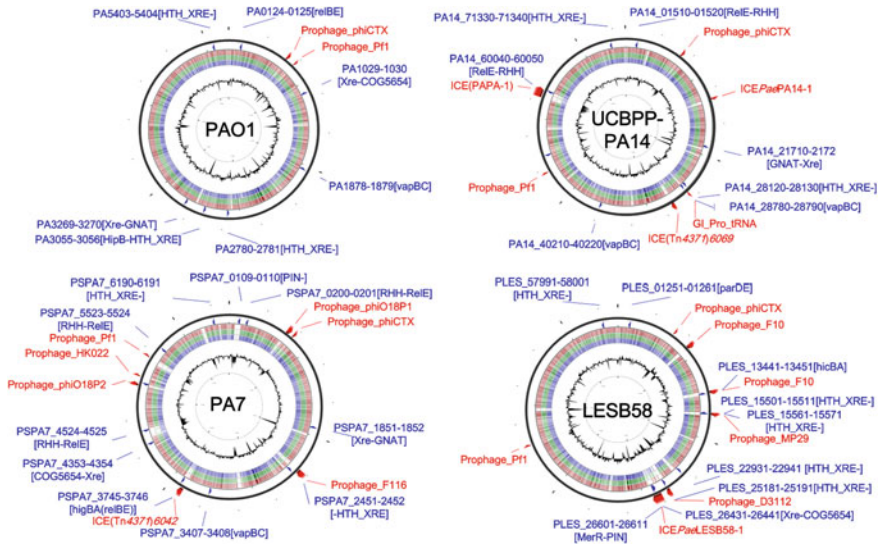 PA5403-5404[HTH_XRE-]
PA0124-0125[relBE]
Prophage_phiCTX
Prophage_Pf1
PA1029-1030
[Xre-COG5654]
PAO1
PA1878-1879[vapBC]
PA3269-3270[Xre-GNAT]
PA3055-3056[HipB-HTH_XRE]
PA2780-2781[HTH_XRE-]
PA14_71330-71340[HTH_XRE-]
PA14_01510-01520[RelE-RHH]
Prophage_phiCTX
PA14_60040-60050
[RelE-RHH]
ICE(PAPA-1)
ICEPaePA14-1
UCBPP-
PA14
PA14_21710-2172
[GNAT-Xre]
Prophage_Pf1
PA14_28120-28130[HTH_XRE-]
PA14_28780-28790[vapBC]
GI_Pro_tRNA
PA14_40210-40220[vapBC]
ICE(Tn4371)6069
PSPA7_6190-6191
[HTH_XRE-]
PSPA7_0109-0110[PIN-]
PSPA7_0200-0201[RHH-RelE]
PSPA7_5523-5524
[RHH-RelE]
Prophage_phiO18P1
Prophage_phiCTX
Prophage_Pf1
Prophage_HK022
Prophage_phiO18P2
PA7
PSPA7_4524-4525
[RHH-RelE]
PSPA7_1851-1852
[Xre-GNAT]
PSPA7_4353-4354
[COG5654-Xre]
Prophage_F116
PSPA7_3745-3746
[higBA(relBE)]
PSPA7_2451-2452
[-HTH_XRE]
ICE(Tn4371)6042
PSPA7_3407-3408[vapBC]
PLES_57991-58001
[HTH_XRE-]
PLES_01251-01261[parDE]
Prophage_phiCTX
Prophage_F10
PLES_13441-13451[hicBA]
Prophage_F10
LESB58
PLES_15501-15511[HTH_XRE-]
PLES_15561-15571
[HTH_XRE-]
Prophage_MP29
Prophage_Pf1
PLES_22931-22941 [HTH_XRE-]
PLES_25181-25191[HTH_XRE-]
Prophage_D3112
PLES_26431-26441[Xre-COG5654]
PLES_26601-26611
[MerR-PIN]
ICEPaeLESB58-1